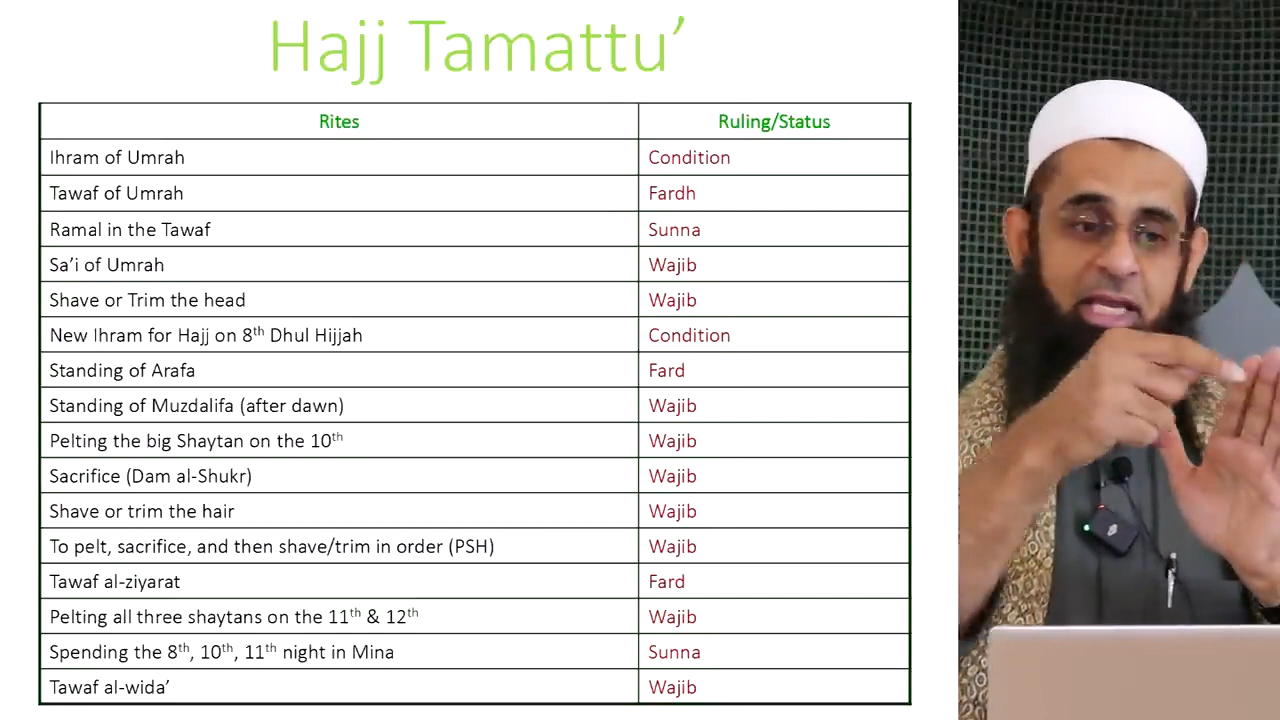 Hajj Tamattu’
Rites Ruling/Status
Ihram of Umrah Condition
Tawaf of Umrah Fardh
Ramal in the Tawaf Sunna
Sa’i of Umrah Wajib
Shave or Trim the head Wajib
New Ihram for Hajj on 8th Dhul Hijjah Condition
Standing of Arafa Fard
Standing of Muzdalifa (after dawn) Wajib
Pelting the big Shaytan on the 10th Wajib
Sacrifice (Dam al-Shukr) Wajib
Shave or trim the hair Wajib
To pelt, sacrifice, and then shave/trim in order (PSH) Wajib
Tawaf al-ziyarat Fard
Pelting all three shaytans on the 11th & 12th Wajib
Spending the 8th, 10th, 11th night in Mina Sunna
Tawaf al-wida’ Wajib